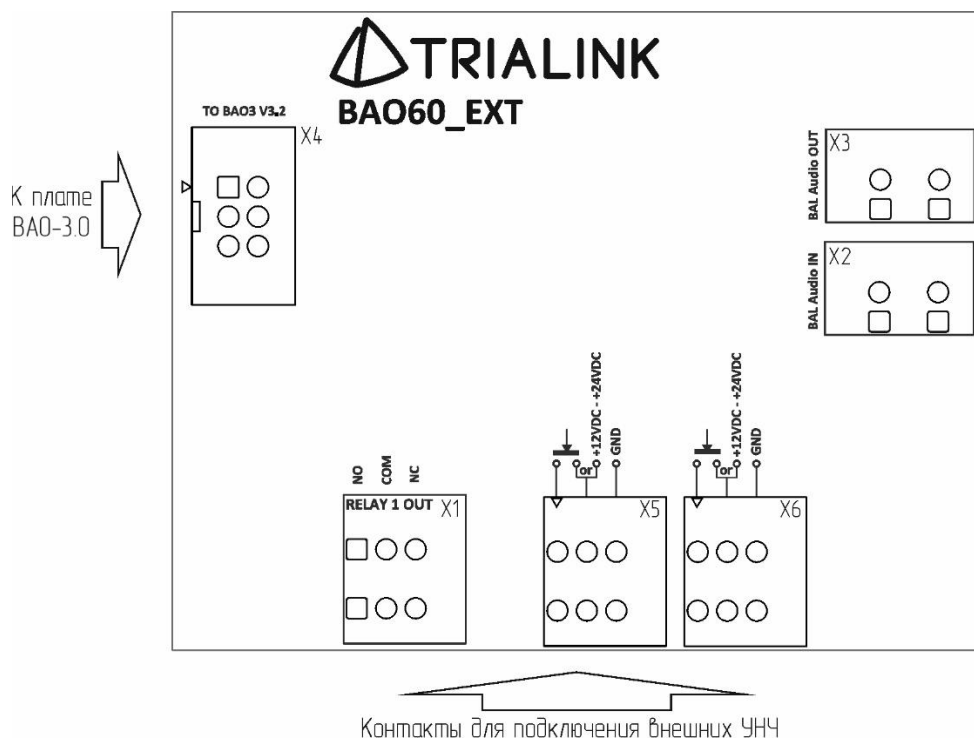 TRIALINK
BAO60_EXT
TO BAO3 V3.2
X4
К плате
ВАО-3.0
BAL Audio OUT
X3
BAL Audio IN
X2
NO
COM
NC
RELAY 1 OUT
X1
or
+12VDC - +24VDC
GND
X5
or
+12VDC - +24VDC
GND
X6
Контакты для подключения внешних УНЧ